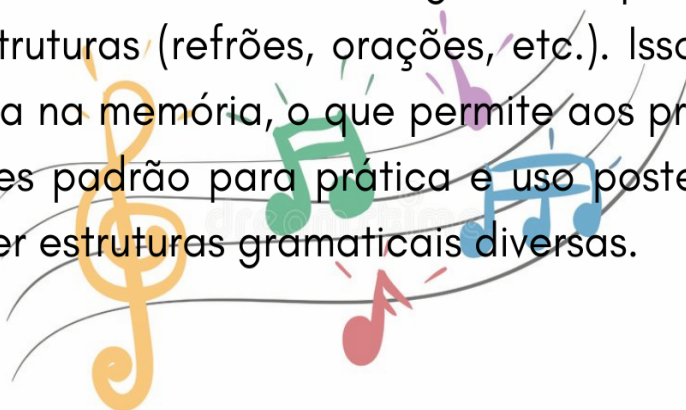 truturas (refrões, orações, etc.). Isso
a na memória, o que permite aos pr
es padrão para prática e uso poste
er estruturas gramaticais diversas.
dreamstime